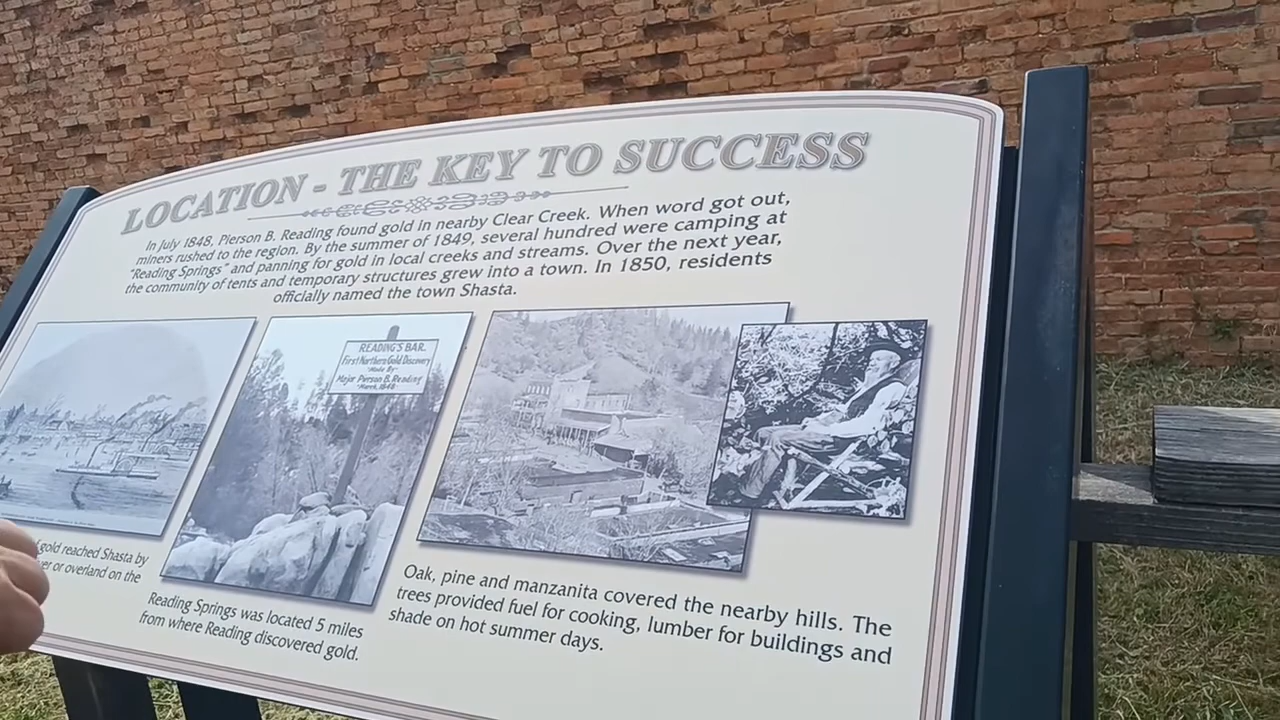 LOCATION - THE KEY TO SUCCESS
In July 1848, Pierson B. Reading found gold in nearby Clear Creek. When word got out,
miners rushed to the region. By the summer of 1849, several hundred were camping at
"Reading Springs" and panning for gold in local creeks and streams. Over the next year,
the community of tents and temporary structures grew into a town. In 1850, residents
officially named the town Shasta.
READING'S BAR.
First Northern Gold Discovery
Made By
Major Pierson B. Reading
March, 1848
gold reached Shasta by
or overland on the
Reading Springs was located 5 miles
from where Reading discovered gold.
Oak, pine and manzanita covered the nearby hills. The
trees provided fuel for cooking, lumber for buildings and
shade on hot summer days.